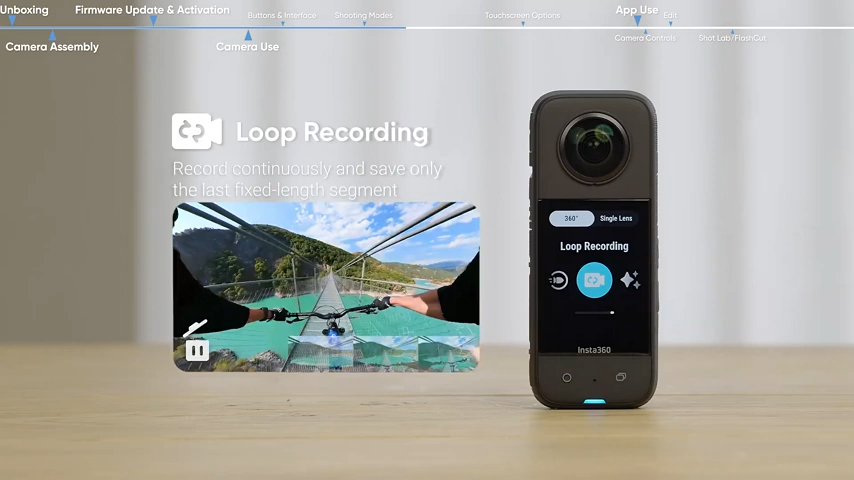 Unboxing
Firmware Update & Activation
Buttons & Interface
Shooting Modes
Touchscreen Options
App Use
Edit
Camera Assembly
Camera Use
Camera Controls
Shot Lab/FlashCut
Loop Recording
Record continuously and save only
the last fixed-length segment
360°
Single Lens
Loop Recording
Insta360